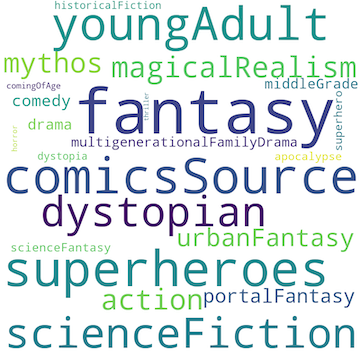 historicalFiction
youngAdult
mythos
magicalRealism
comingOfAge
middleGrade
comedy
fantasy
thriller
superhero
drama
horror
multigenerationalFamilyDrama
dystopia
apocalypse
comicsSource
dystopian
urbanFantasy
scienceFantasy
superheroes
action
portalFantasy
scienceFiction